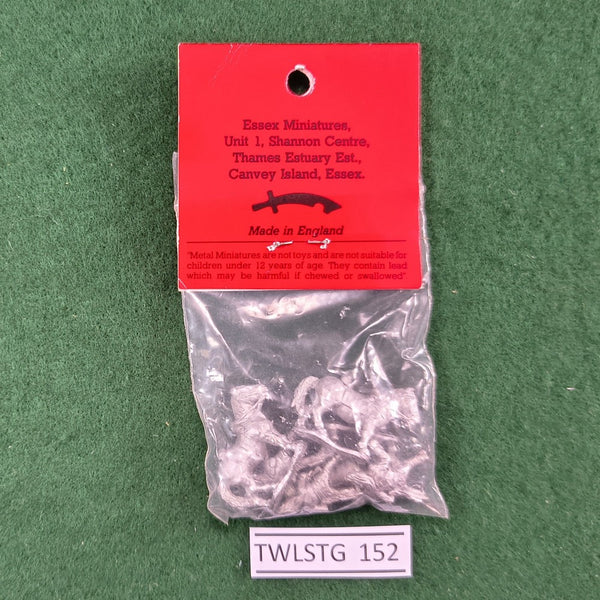 Essex Miniatures,
Unit 1, Shannon Centre,
Thames Estuary Est.,
Canvey Island, Essex.
Made in England
"Metal Miniatures are not toys and are not suitable for
children under 12 years of age. They contain lead
which may be harmful if chewed or swallowed"
TWLSTG 152